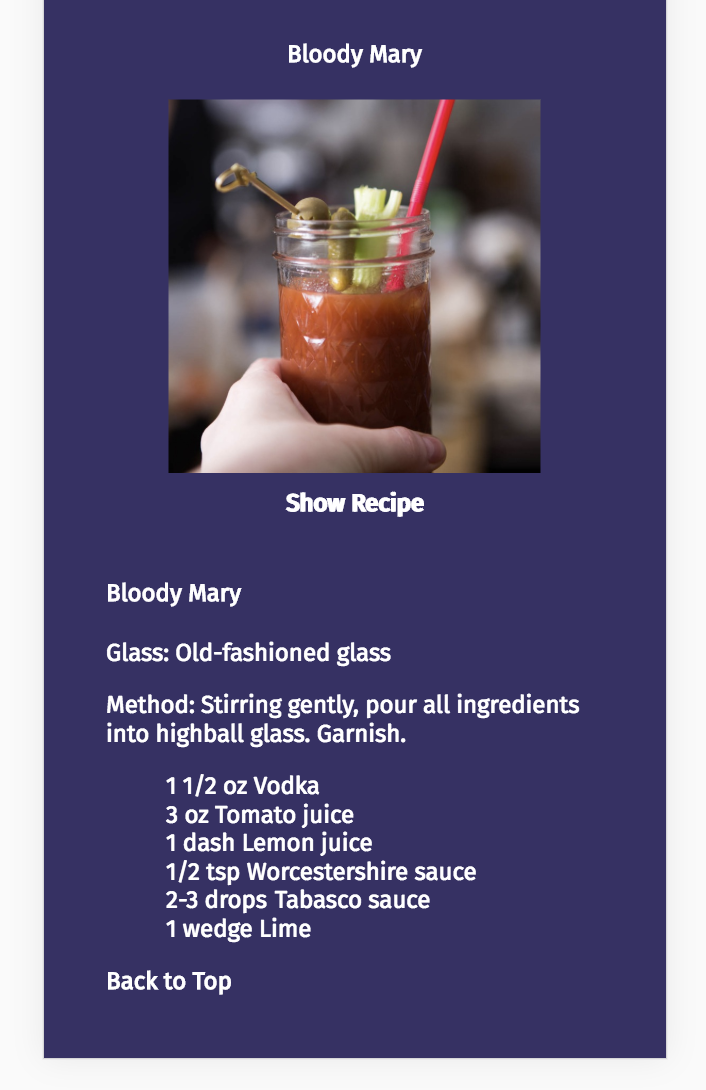 Bloody Mary
Show Recipe
Bloody Mary
Glass: Old-fashioned glass
Method: Stirring gently, pour all ingredients
into highball glass. Garnish.
1 1/2 oz Vodka
3 oz Tomato juice
1 dash Lemon juice
1/2 tsp Worcestershire sauce
2-3 drops Tabasco sauce
1 wedge Lime
Back to Top